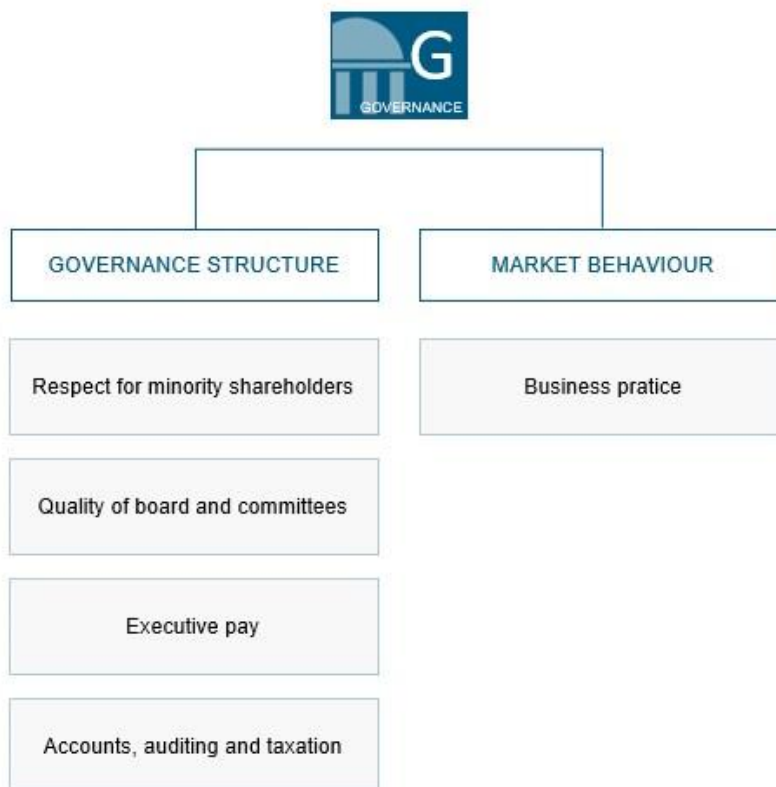 G
GOVERNANCE
GOVERNANCE STRUCTURE
MARKET BEHAVIOUR
Respect for minority shareholders
Business pratice
Quality of board and committees
Executive pay
Accounts, auditing and taxation